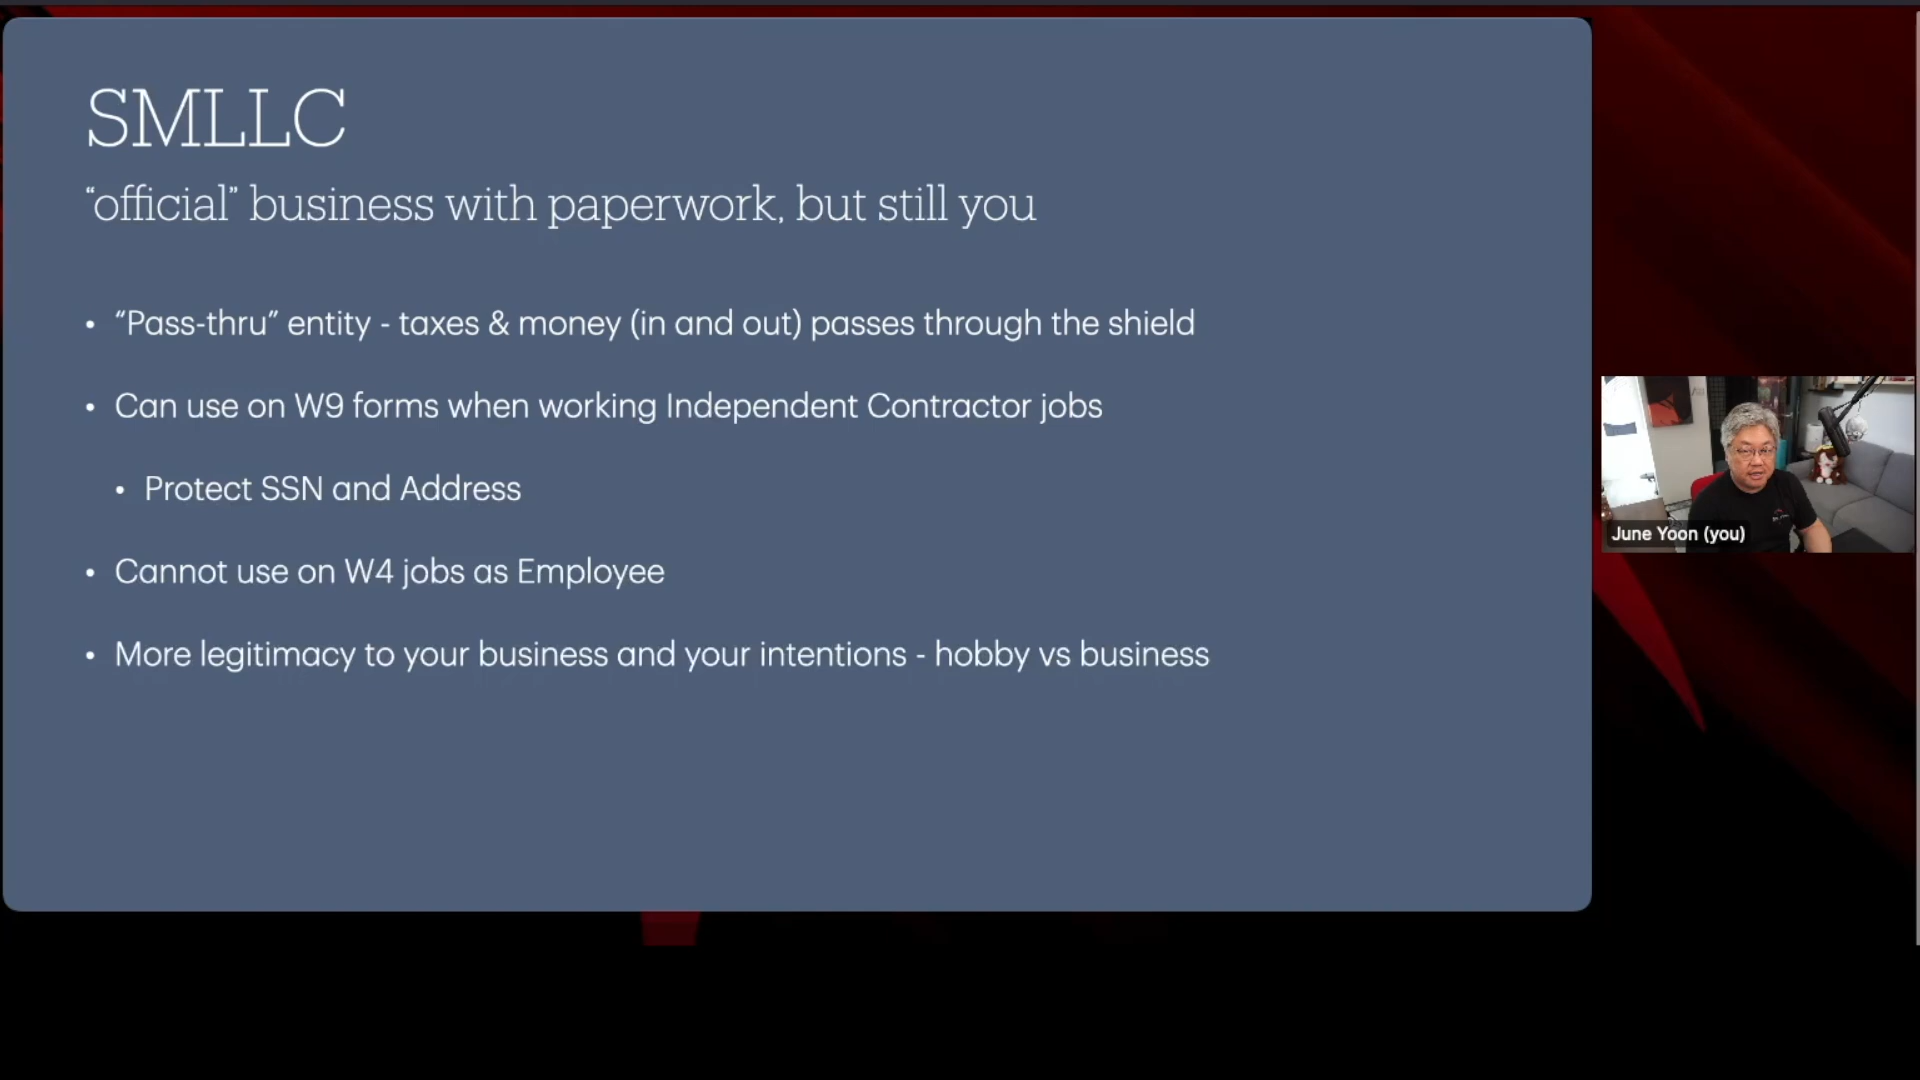 SMLLC
“official” business with paperwork, but still you
• “Pass-thru” entity - taxes & money (in and out) passes through the shield
• Can use on W9 forms when working Independent Contractor jobs
• Protect SSN and Address
• Cannot use on W4 jobs as Employee
• More legitimacy to your business and your intentions - hobby vs business
June Yoon (you)